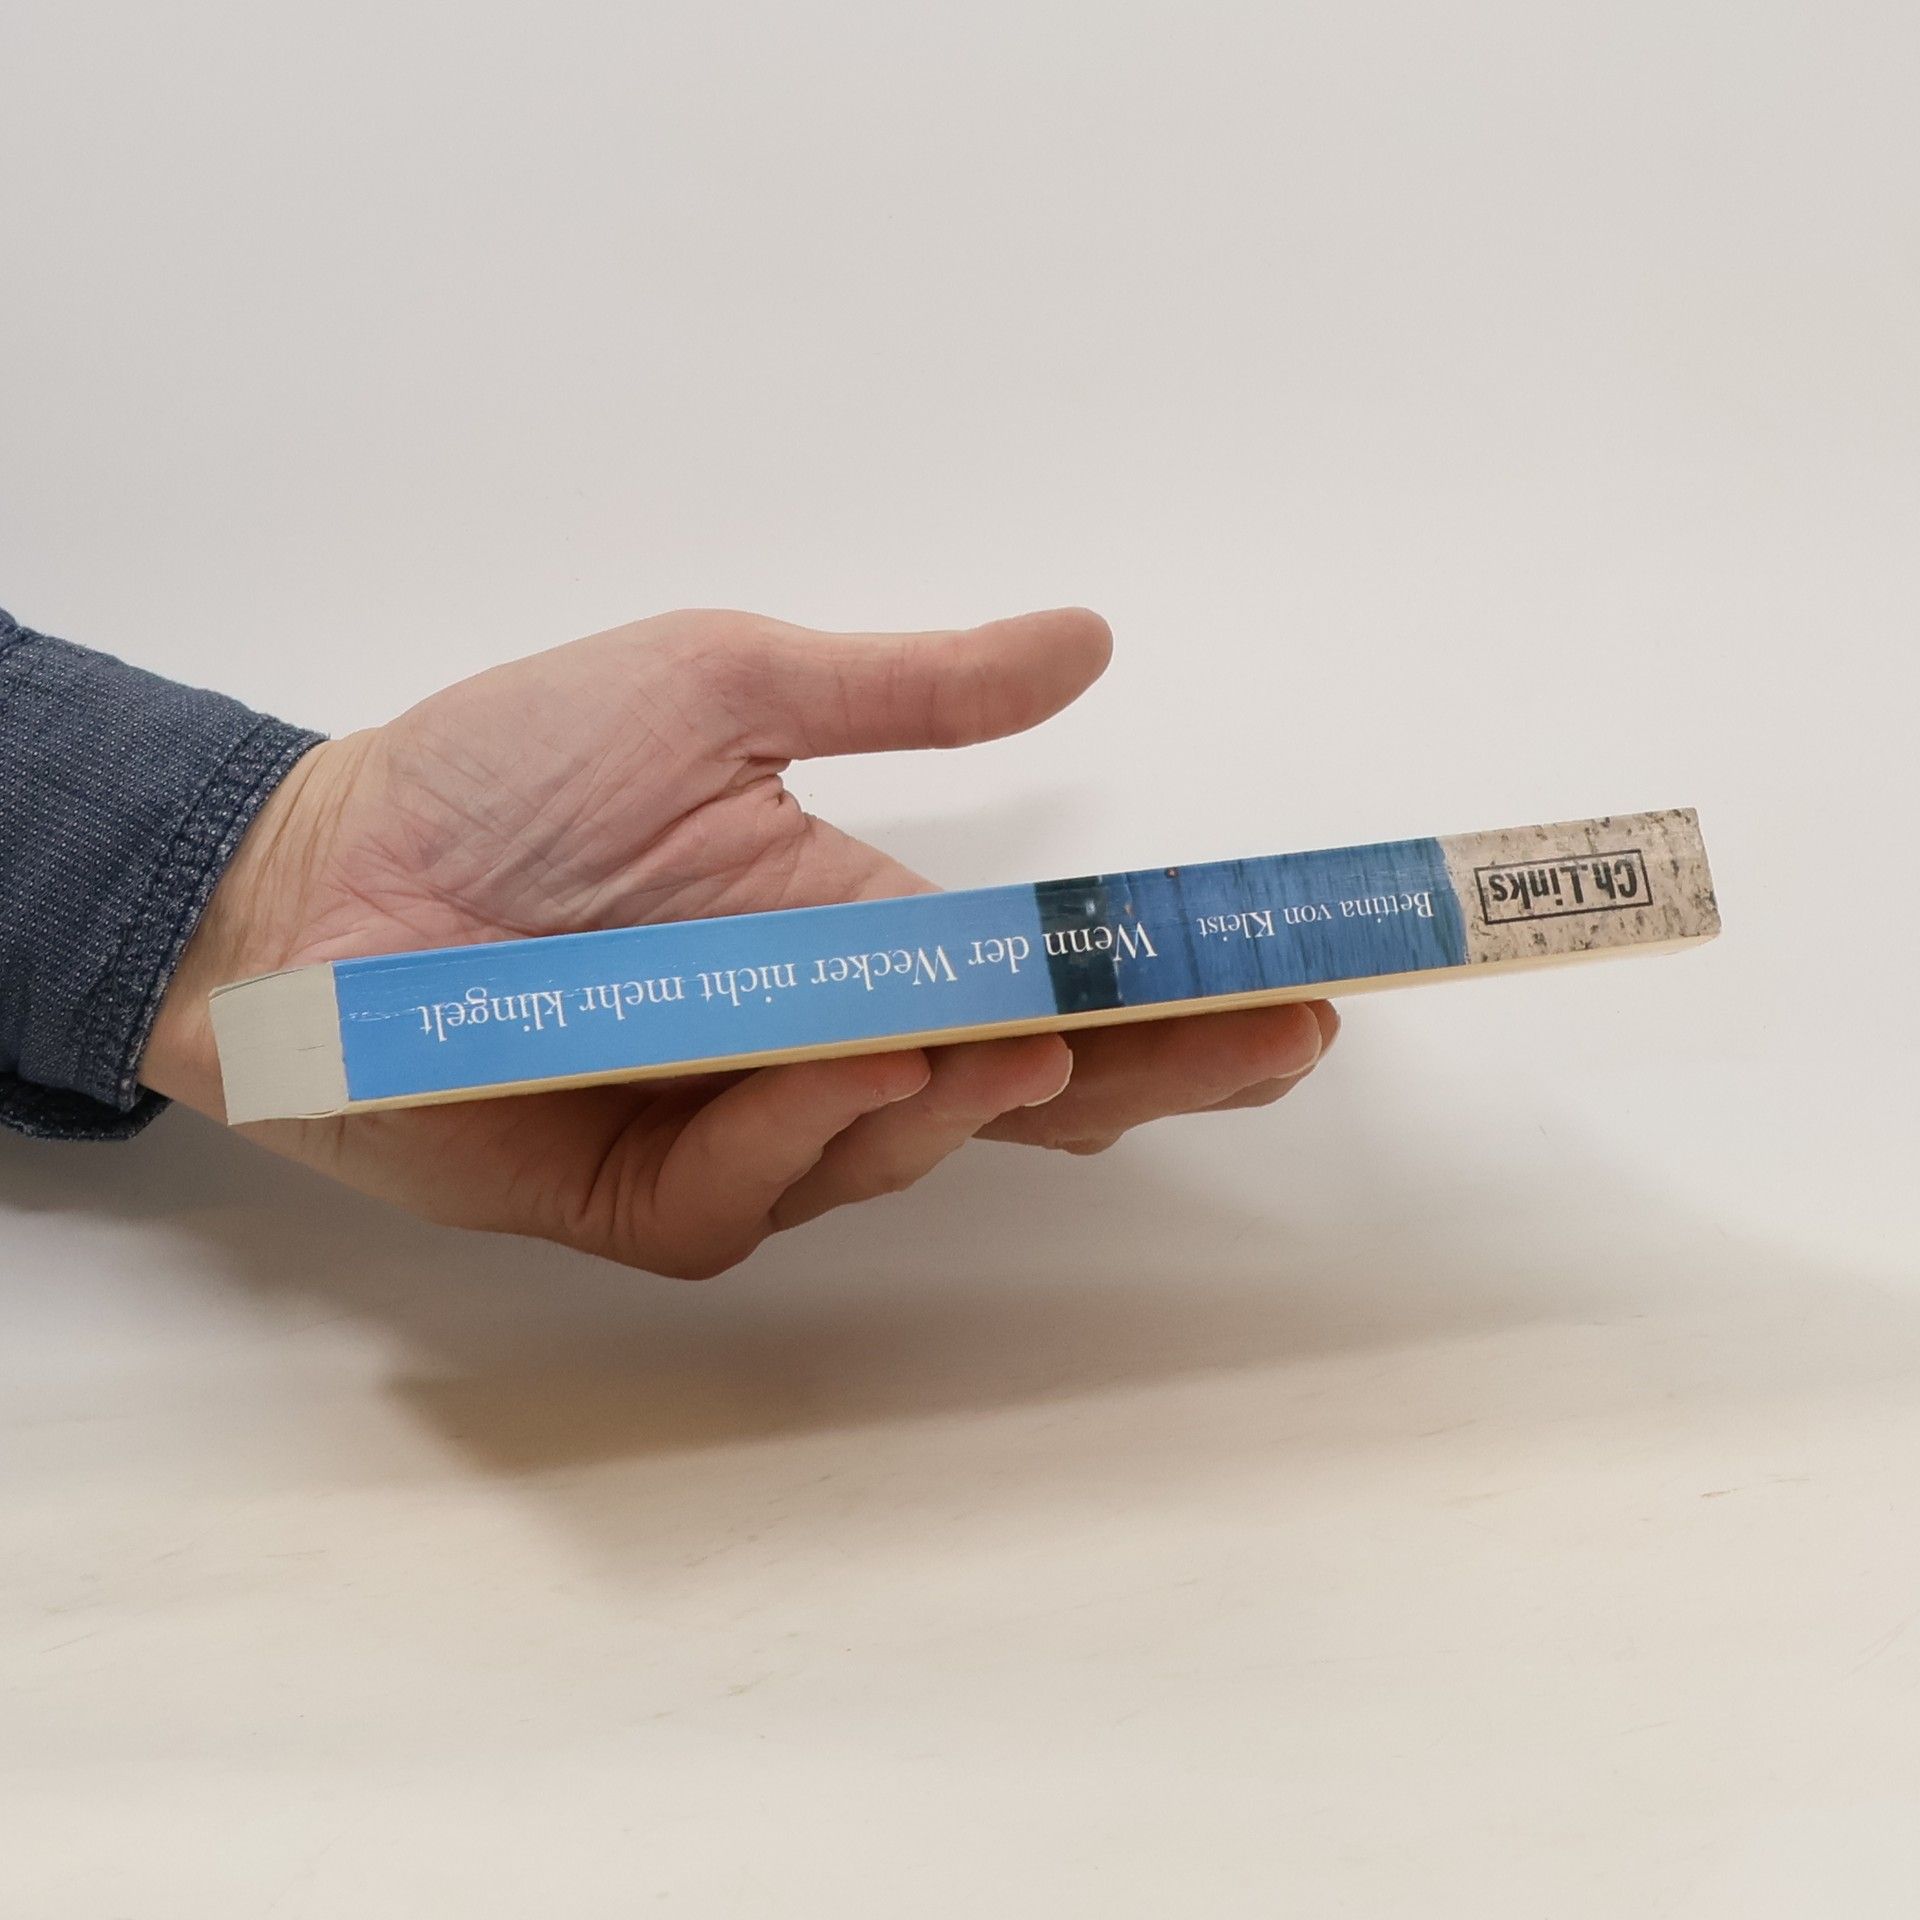 Ch.Links
Bettina von Kleist
Wenn der Wecker nicht mehr klingelt